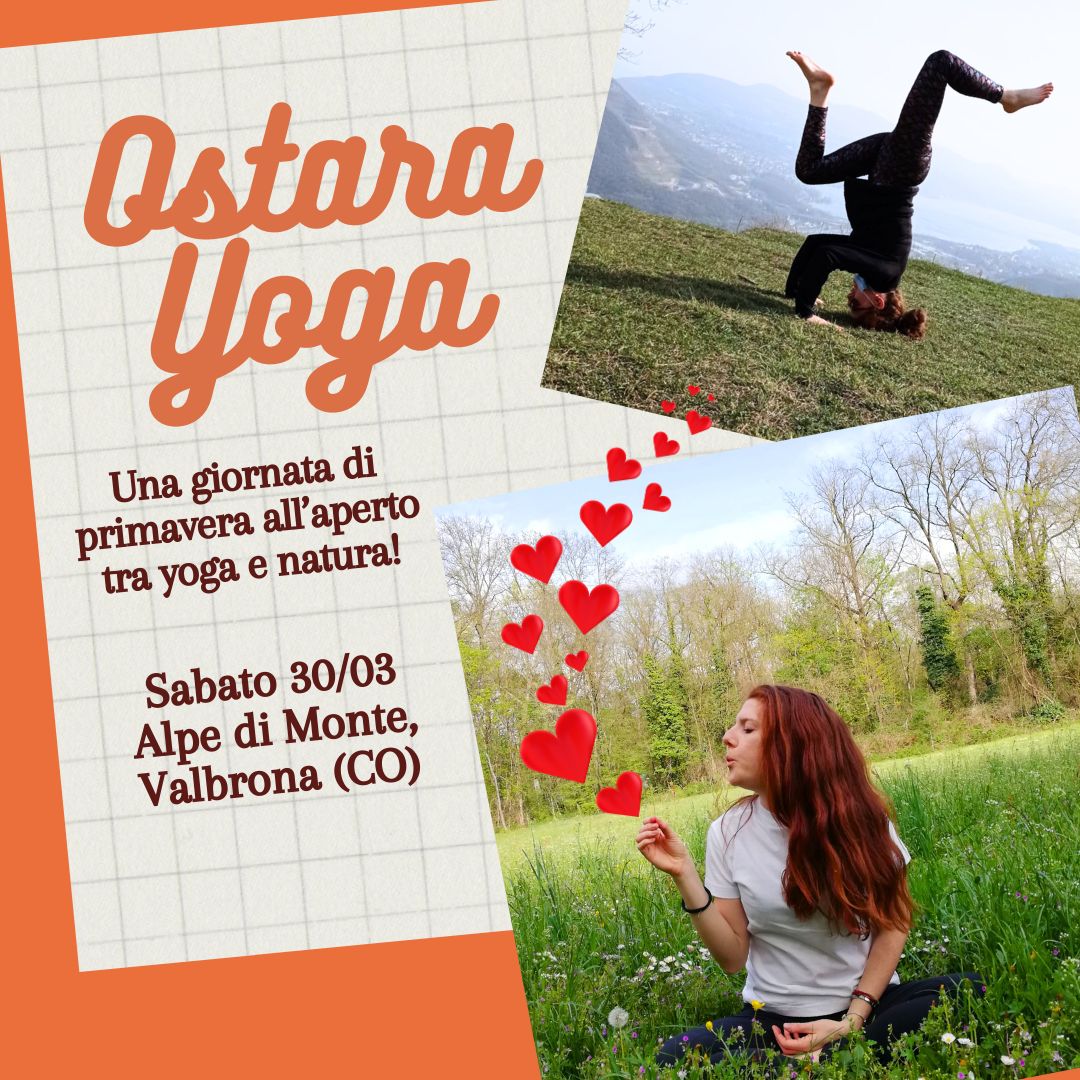 Ostara
Yoga
Una giornata di
primavera all’aperto
tra yoga e natura!
Sabato 30/03
Alpe di Monte,
Valbrona (CO)